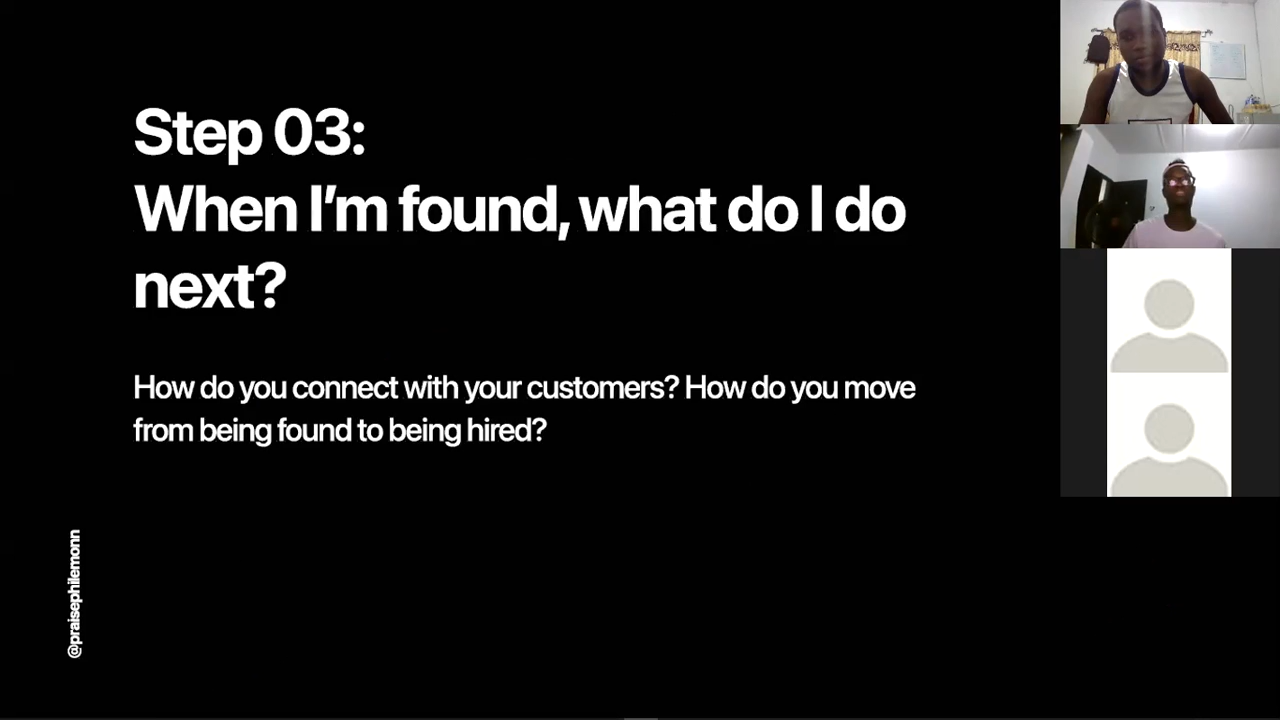 Step 03:
When I'm found, what do I do
next?
How do you connect with your customers? How do you move
from being found to being hired?
@praisephilemonn